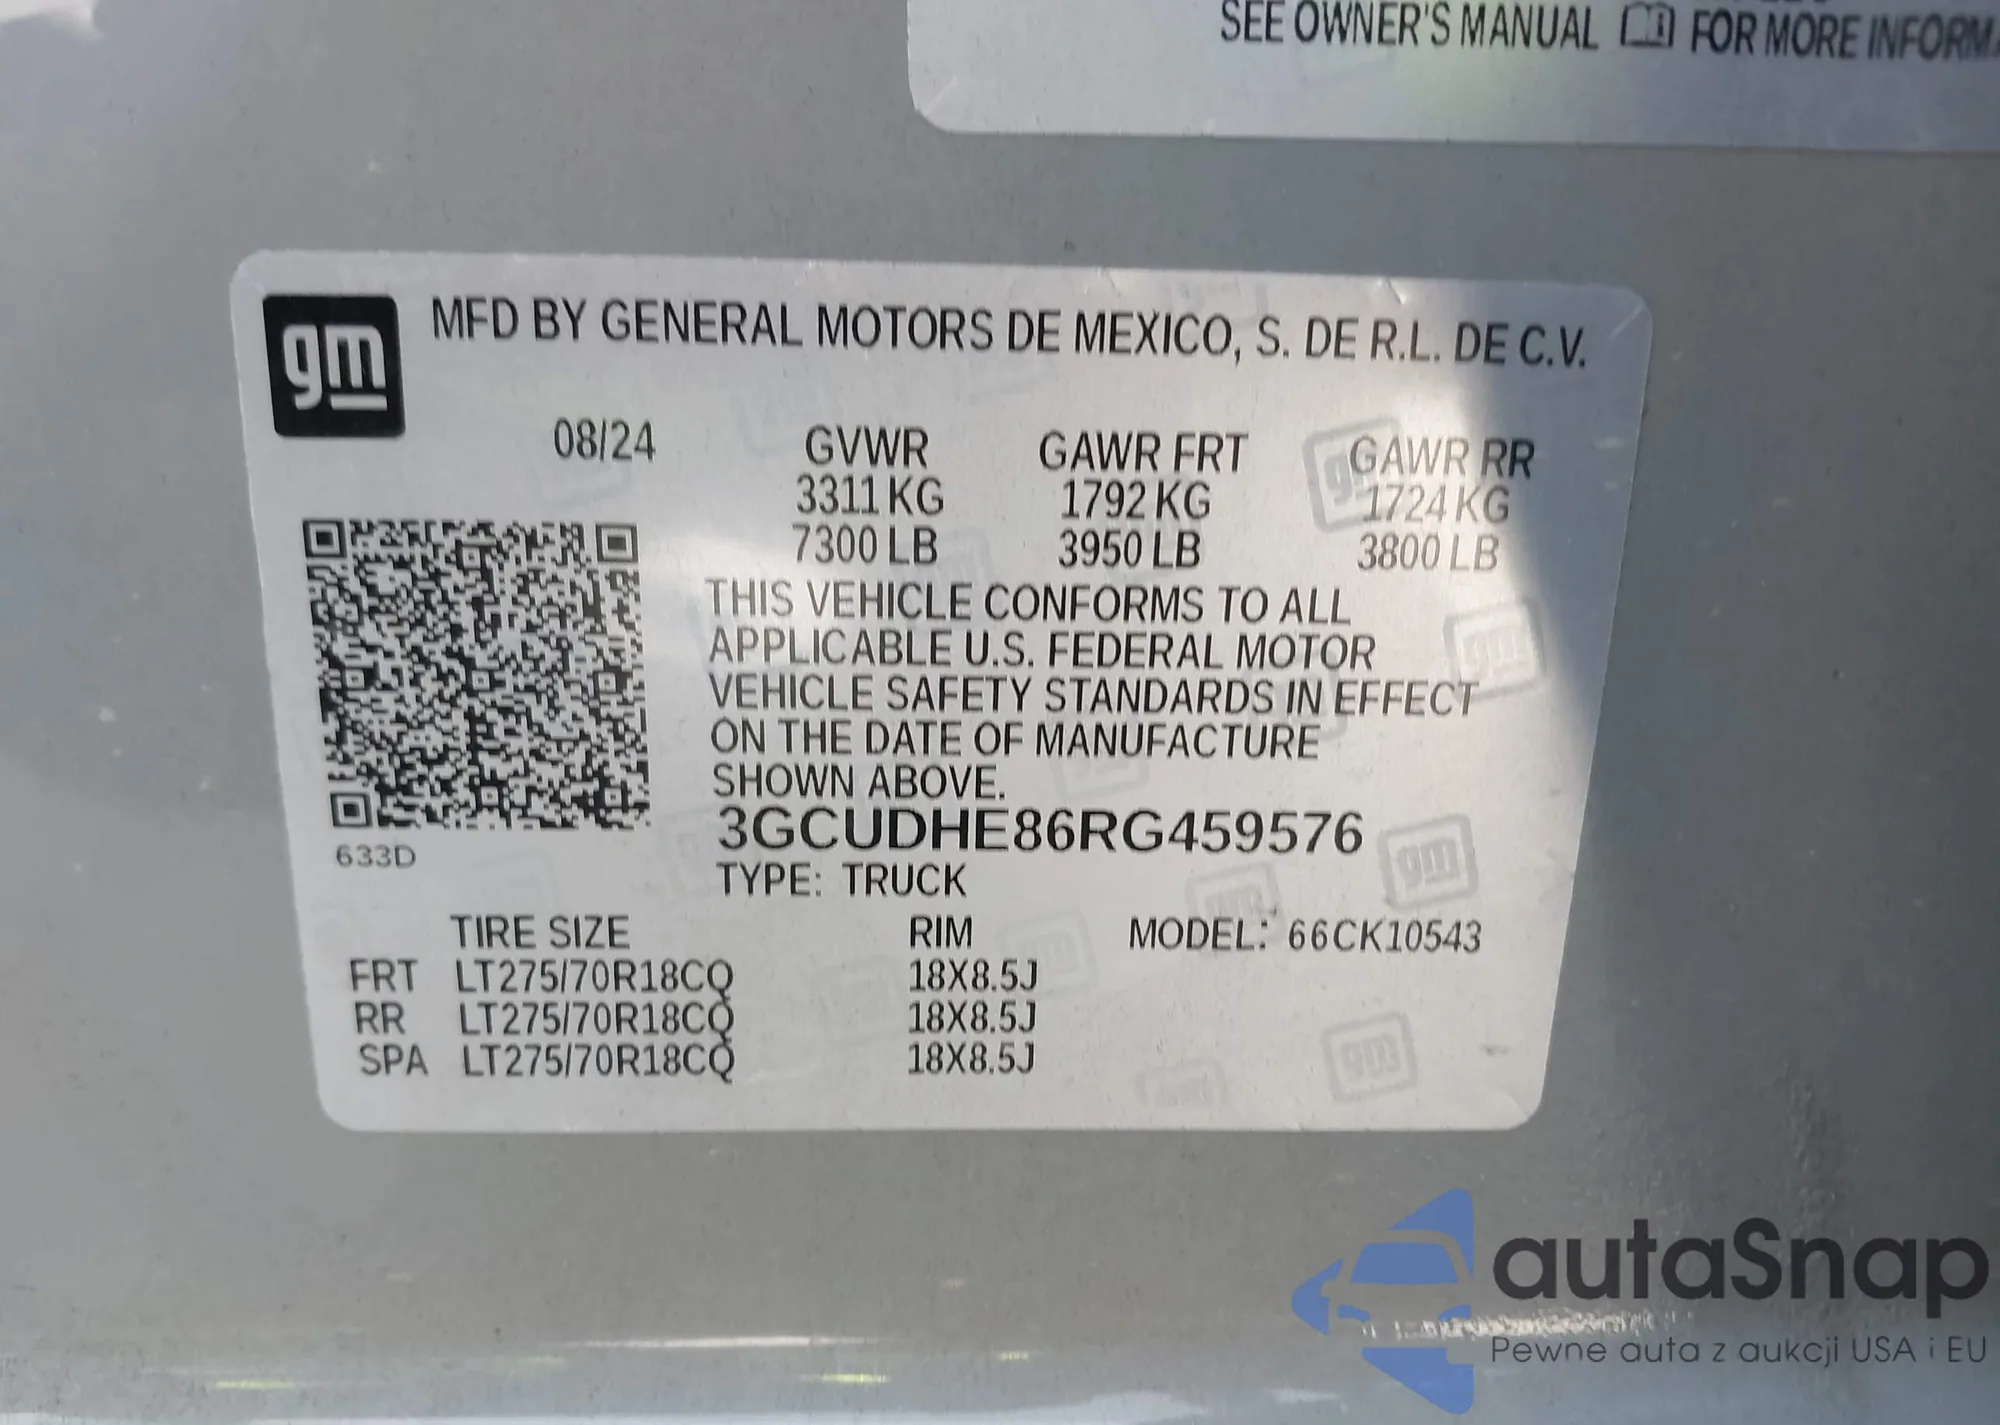 SEE OWNER'S MANUAL FOR MORE INFORMA
gm MFD BY GENERAL MOTORS DE MEXICO, S. DE R.L. DE C.V.
08/24 GVWR GAWR FRT GAWR RR
3311 KG 1792 KG 1724 KG
7300 LB 3950 LB 3800 LB
THIS VEHICLE CONFORMS TO ALL
APPLICABLE U.S. FEDERAL MOTOR
VEHICLE SAFETY STANDARDS IN EFFECT
ON THE DATE OF MANUFACTURE
SHOWN ABOVE.
3GCUDHE86RG459576
633D
TYPE: TRUCK
TIRE SIZE RIM MODEL: 66CK10543
FRT LT275/70R18CQ 18X8.5J
RR LT275/70R18CQ 18X8.5J
SPA LT275/70R18CQ 18X8.5J
autaSnap
Pewne auta z aukcji USA i EU